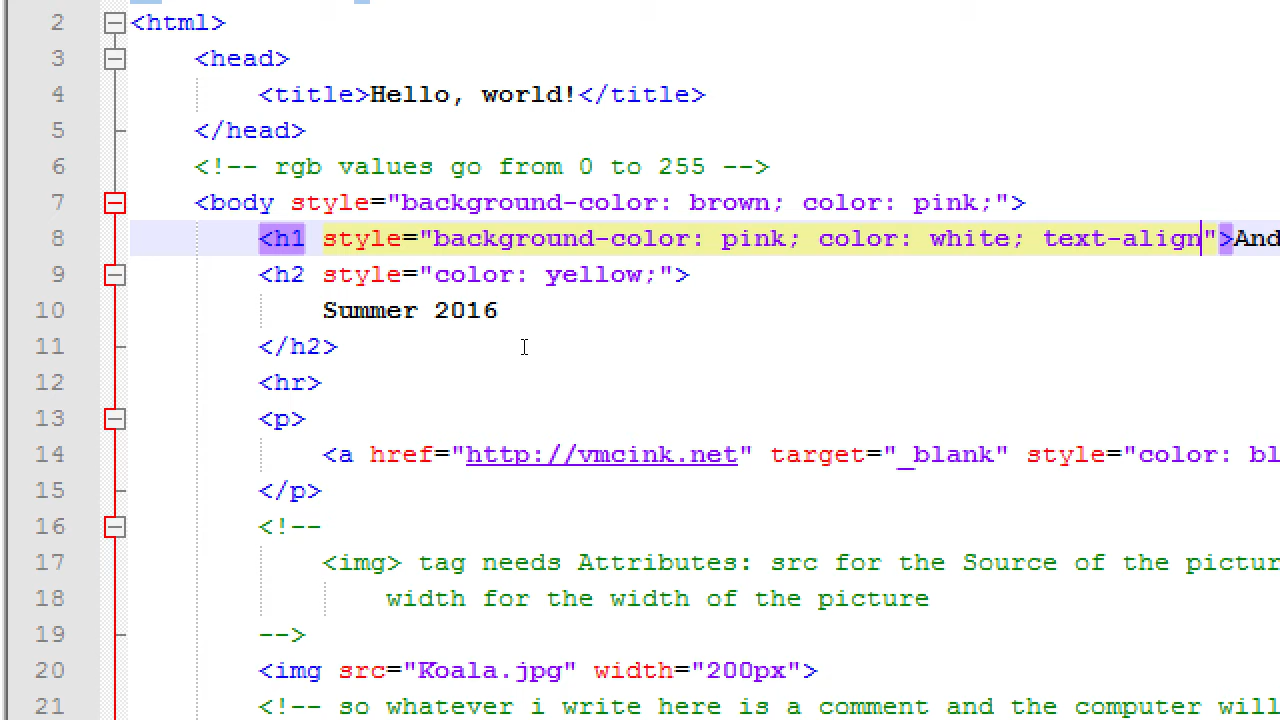 2 <html>
3 <head>
4 <title>Hello, world!</title>
5 </head>
6 <!-- rgb values go from 0 to 255 -->
7 <body style="background-color: brown; color: pink;">
8 <h1 style="background-color: pink; color: white; text-align">And
9 <h2 style="color: yellow;">
10 Summer 2016
11 </h2>
12 <hr>
13 <p>
14 <a href="http://vmcink.net" target="_blank" style="color: bl
15 </p>
16 <!--
17 <img> tag needs Attributes: src for the Source of the pictur
18 width for the width of the picture
19 -->
20 <img src="Koala.jpg" width="200px">
21 <!-- so whatever i write here is a comment and the computer will